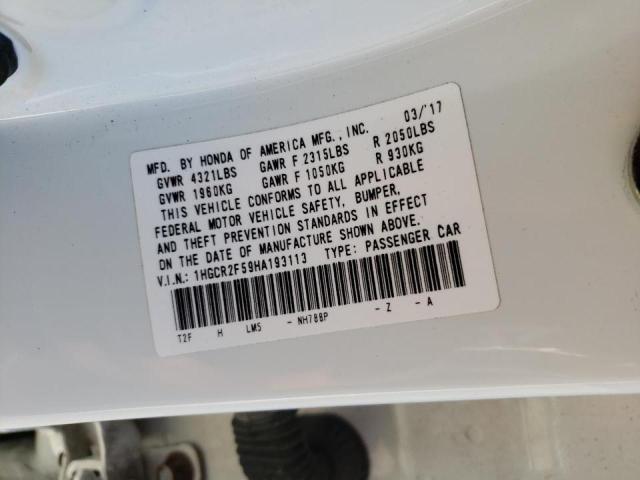 MFD. BY HONDA OF AMERICA MFG., INC. 03/'17
GVWR 4321LBS GAWR F 2315LBS R 2050LBS
GVWR 1960KG GAWR F 1050KG R 930KG
THIS VEHICLE CONFORMS TO ALL APPLICABLE
FEDERAL MOTOR VEHICLE SAFETY, BUMPER,
AND THEFT PREVENTION STANDARDS IN EFFECT
ON THE DATE OF MANUFACTURE SHOWN ABOVE.
V.I.N.: 1HGCR2F59HA193113 TYPE: PASSENGER CAR
T2F H LMS - NH788P - Z - A